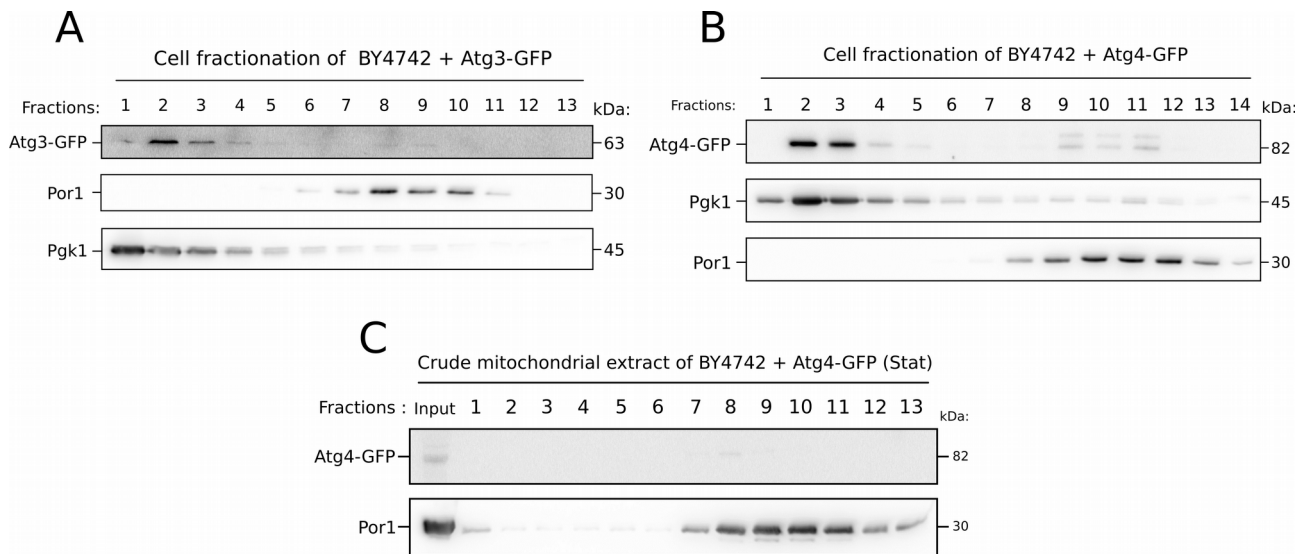 A
Cell fractionation of BY4742 + Atg3-GFP
Fractions: 1 2 3 4 5 6 7 8 9 10 11 12 13 kDa:
Atg3-GFP 63
Por1 30
Pgk1 45
B
Cell fractionation of BY4742 + Atg4-GFP
Fractions: 1 2 3 4 5 6 7 8 9 10 11 12 13 14 kDa:
Atg4-GFP 82
Pgk1 45
Por1 30
C
Crude mitochondrial extract of BY4742 + Atg4-GFP (Stat)
Fractions : Input 1 2 3 4 5 6 7 8 9 10 11 12 13 kDa:
Atg4-GFP 82
Por1 30